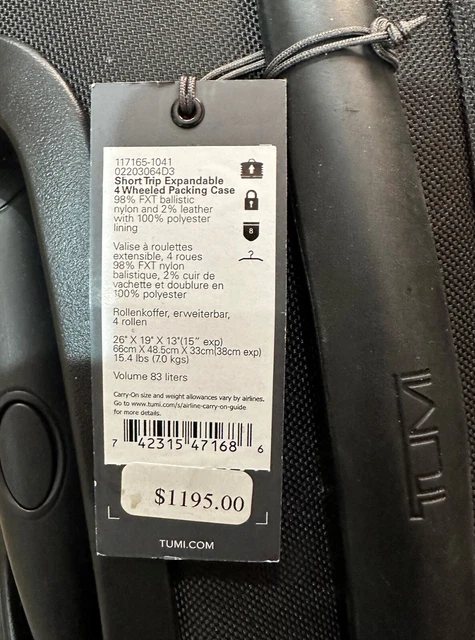 117165-1041
02203064D3
Short Trip Expandable
4 Wheeled Packing Case
98% FXT ballistic
nylon and 2% leather
with 100% polyester
lining
8
?
Valise à roulettes
extensible, 4 roues
98% FXT nylon
balistique, 2% cuir de
vachette et doublure en
100% polyester
Rollenkoffer, erweiterbar,
4 rollen
26" X 19" X 13"(15" exp)
66cm X 48.5cm X 33cm(38cm exp)
15.4 lbs (7.0 kgs)
Volume 83 liters
Carry-On size and weight allowances vary by airlines.
Go to www.tumi.com/s/airline-carry-on-guide
for more details.
7 42315 47168 6
$1195.00
TUMI.COM
TUMI